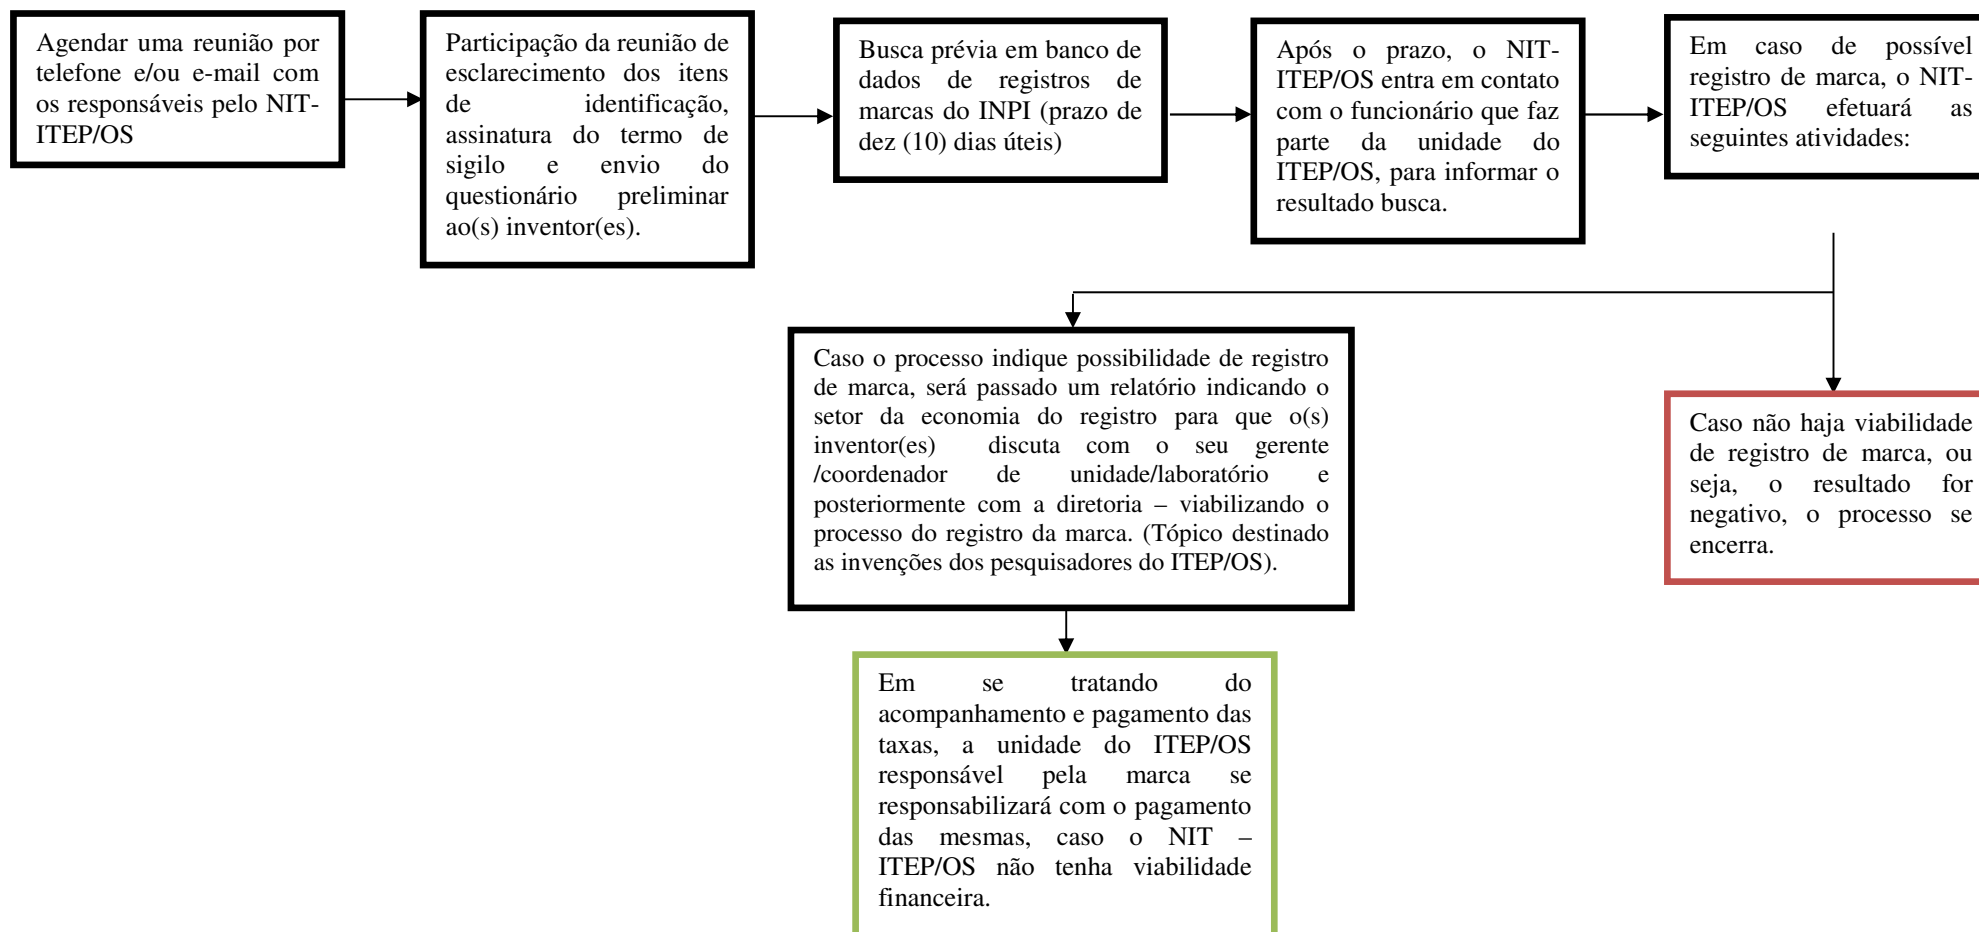 Agendar uma reunião por
telefone e/ou e-mail com
os responsáveis pelo NIT-
ITEP/OS
Participação da reunião de
esclarecimento dos itens
de identificação,
assinatura do termo de
sigilo e envio do
questionário preliminar
ao(s) inventor(es).
Busca prévia em banco de
dados de registros de
marcas do INPI (prazo de
dez (10) dias úteis)
Após o prazo, o NIT-
ITEP/OS entra em contato
com o funcionário que faz
parte da unidade do
ITEP/OS, para informar o
resultado busca.
Em caso de possível
registro de marca, o NIT-
ITEP/OS efetuará as
seguintes atividades:
Caso o processo indique possibilidade de registro
de marca, será passado um relatório indicando o
setor da economia do registro para que o(s)
inventor(es) discuta com o seu gerente
/coordenador de unidade/laboratório e
posteriormente com a diretoria – viabilizando o
processo do registro da marca. (Tópico destinado
as invenções dos pesquisadores do ITEP/OS).
Caso não haja viabilidade
de registro de marca, ou
seja, o resultado for
negativo, o processo se
encerra.
Em se tratando do
acompanhamento e pagamento das
taxas, a unidade do ITEP/OS
responsável pela marca se
responsabilizará com o pagamento
das mesmas, caso o NIT –
ITEP/OS não tenha viabilidade
financeira.